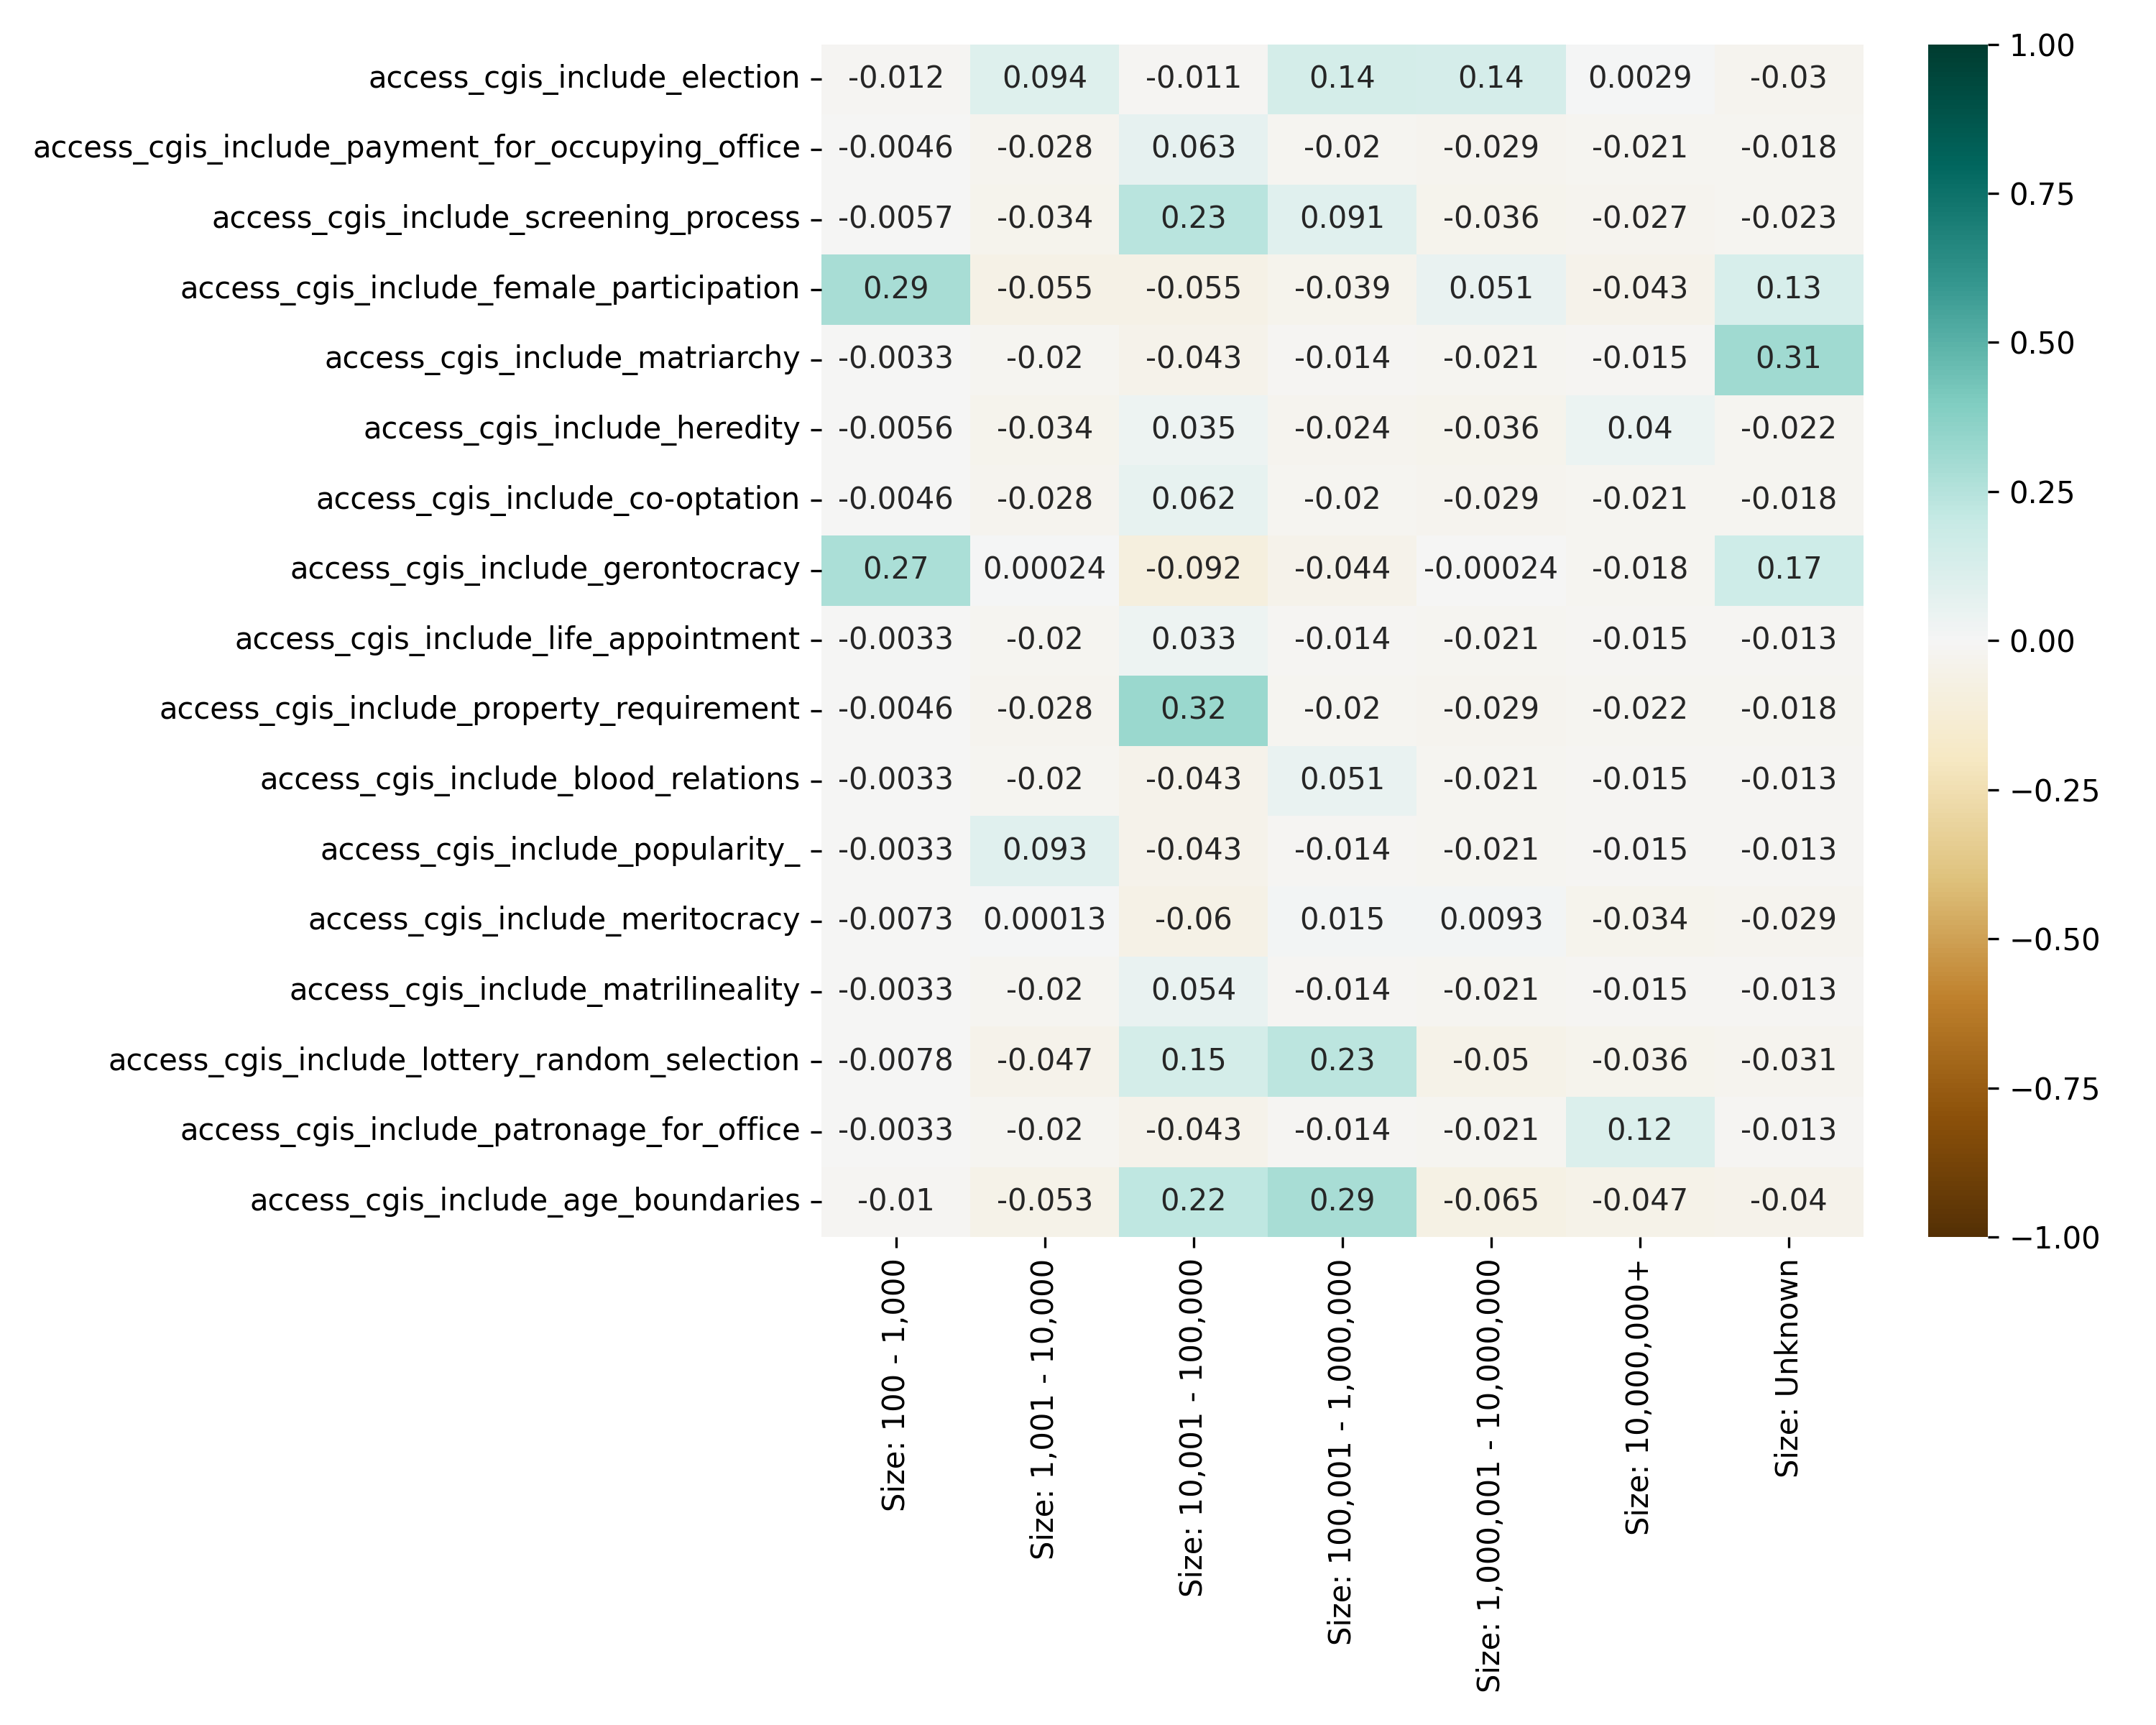 access_cgis_include_election -0.012 0.094 -0.011 0.14 0.14 0.0029 -0.03
access_cgis_include_payment_for_occupying_office -0.0046 -0.028 0.063 -0.02 -0.029 -0.021 -0.018
access_cgis_include_screening_process -0.0057 -0.034 0.23 0.091 -0.036 -0.027 -0.023
access_cgis_include_female_participation 0.29 -0.055 -0.055 -0.039 0.051 -0.043 0.13
access_cgis_include_matriarchy -0.0033 -0.02 -0.043 -0.014 -0.021 -0.015 0.31
access_cgis_include_heredity -0.0056 -0.034 0.035 -0.024 -0.036 0.04 -0.022
access_cgis_include_co-optation -0.0046 -0.028 0.062 -0.02 -0.029 -0.021 -0.018
access_cgis_include_gerontocracy 0.27 0.00024 -0.092 -0.044 -0.00024 -0.018 0.17
access_cgis_include_life_appointment -0.0033 -0.02 0.033 -0.014 -0.021 -0.015 -0.013
access_cgis_include_property_requirement -0.0046 -0.028 0.32 -0.02 -0.029 -0.022 -0.018
access_cgis_include_blood_relations -0.0033 -0.02 -0.043 0.051 -0.021 -0.015 -0.013
access_cgis_include_popularity_ -0.0033 0.093 -0.043 -0.014 -0.021 -0.015 -0.013
access_cgis_include_meritocracy -0.0073 0.00013 -0.06 0.015 0.0093 -0.034 -0.029
access_cgis_include_matrilineality -0.0033 -0.02 0.054 -0.014 -0.021 -0.015 -0.013
access_cgis_include_lottery_random_selection -0.0078 -0.047 0.15 0.23 -0.05 -0.036 -0.031
access_cgis_include_patronage_for_office -0.0033 -0.02 -0.043 -0.014 -0.021 0.12 -0.013
access_cgis_include_age_boundaries -0.01 -0.053 0.22 0.29 -0.065 -0.047 -0.04
Size: 100 - 1,000
Size: 1,001 - 10,000
Size: 10,001 - 100,000
Size: 100,001 - 1,000,000
Size: 1,000,001 - 10,000,000
Size: 10,000,000+
Size: Unknown
1.00
0.75
0.50
0.25
0.00
−0.25
−0.50
−0.75
−1.00